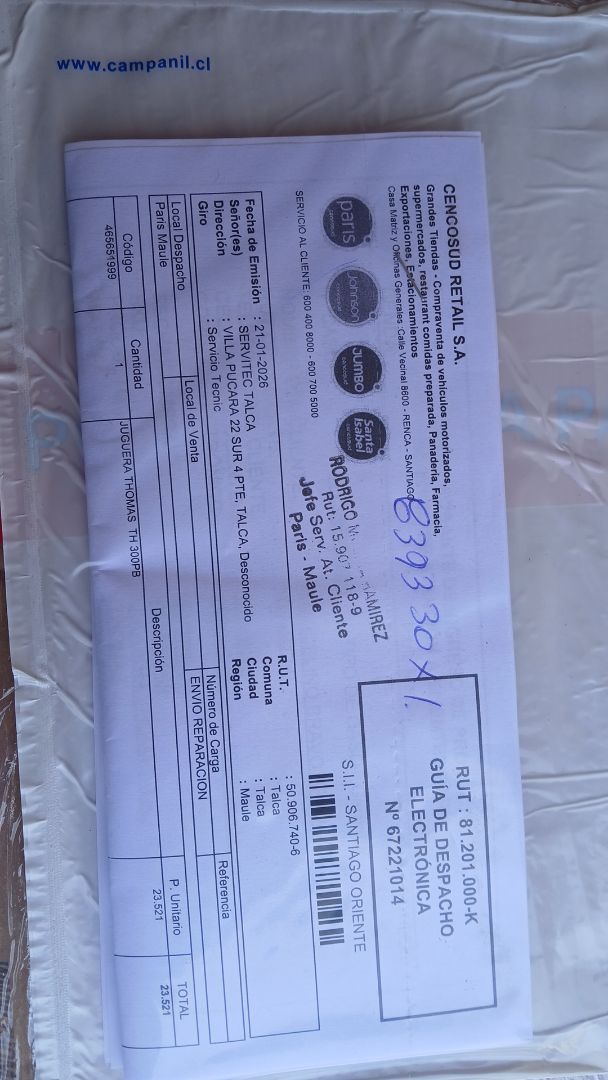 www.campanil.cl
CENCOSUD RETAIL S.A.
Grandes Tiendas - Compraventa de vehículos motorizados,
supermercados, restaurant comidas preparada, Panadería, Farmacia,
Exportaciones, Estacionamientos
Casa Matriz y Oficinas Generales :Calle Vecinal 8600 - RENCA - SANTIAGO
839330x1.
RUT : 81.201.000-K
GUÍA DE DESPACHO
ELECTRÓNICA
Nº 67221014
S.I.I. - SANTIAGO ORIENTE
paris cencosud
Johnson cencosud
JUMBO cencosud
Santa Isabel cencosud
RODRIGO RAMIREZ
Rut: 15.907.118-9
Jefe Serv. At. Cliente
Paris - Maule
SERVICIO AL CLIENTE: 600 400 8000 - 600 700 5000
Fecha de Emisión : 21-01-2026
Señor(es) : SERVITEC TALCA
Dirección : VILLA PUCARA 22 SUR 4 PTE, TALCA, Desconocido
Giro : Servicio Tecnic
R.U.T. : 50.906.740-6
Comuna : Talca
Ciudad : Talca
Región : Maule
Local Despacho Local de Venta Número de Carga Referencia
Paris Maule ENVIO REPARACION
Código Cantidad Descripción P. Unitario TOTAL
465651999 1 JUGUERA THOMAS TH 300PB 23.521 23.521